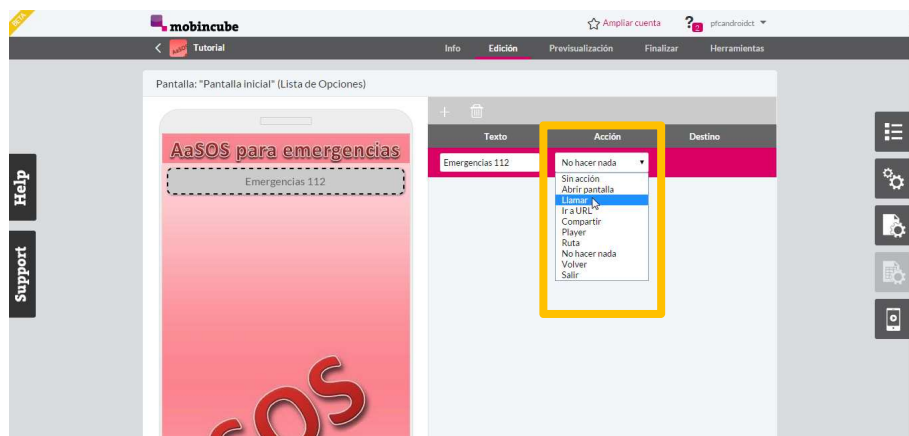 BETA
mobincube
Ampliar cuenta
? 2 pfcandroidct
AaSOS Tutorial
Info Edición Previsualización Finalizar Herramientas
Pantalla: "Pantalla inicial" (Lista de Opciones)
Texto Acción Destino
AaSOS para emergencias
Emergencias 112
Emergencias 112
No hacer nada
Sin acción
Abrir pantalla
Llamar
Ir a URL
Compartir
Player
Ruta
No hacer nada
Volver
Salir
Help
Support
SOS